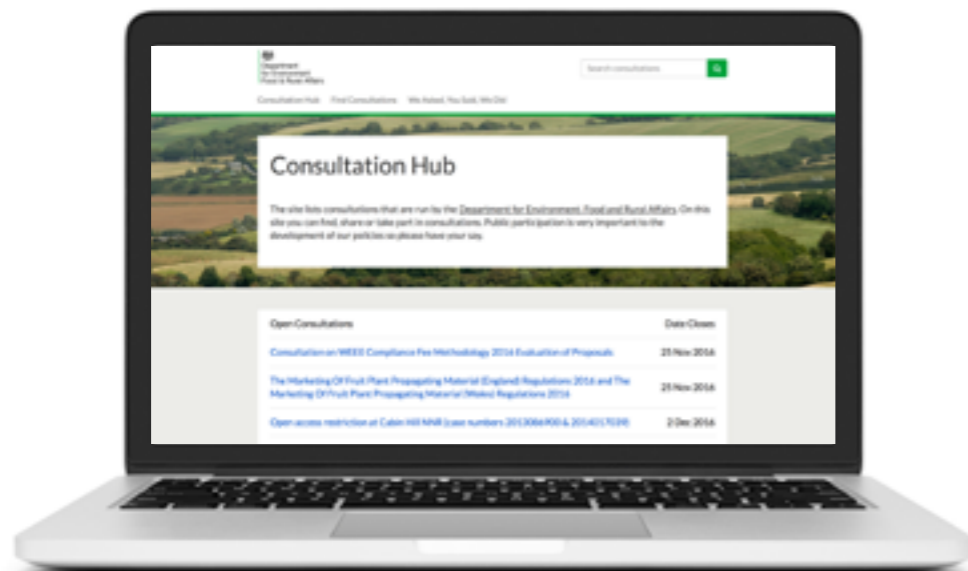 Department
for Environment
Food & Rural Affairs
Search consultations
Consultation Hub Find Consultations We Asked, You Said, We Did
Consultation Hub
The site lists consultations that are run by the Department for Environment, Food and Rural Affairs. On this
site you can find, share or take part in consultations. Public participation is very important to the
development of our policies so please have your say.
Open Consultations Date Closes
Consultation on WEEE Compliance Fee Methodology 2016 Evaluation of Proposals 25 Nov 2016
The Marketing Of Fruit Plant Propagating Material (England) Regulations 2016 and The
Marketing Of Fruit Plant Propagating Material (Wales) Regulations 2016 25 Nov 2016
Open access restriction at Cabin Hill NNR (case numbers 2013086900 & 2014017039) 2 Dec 2016